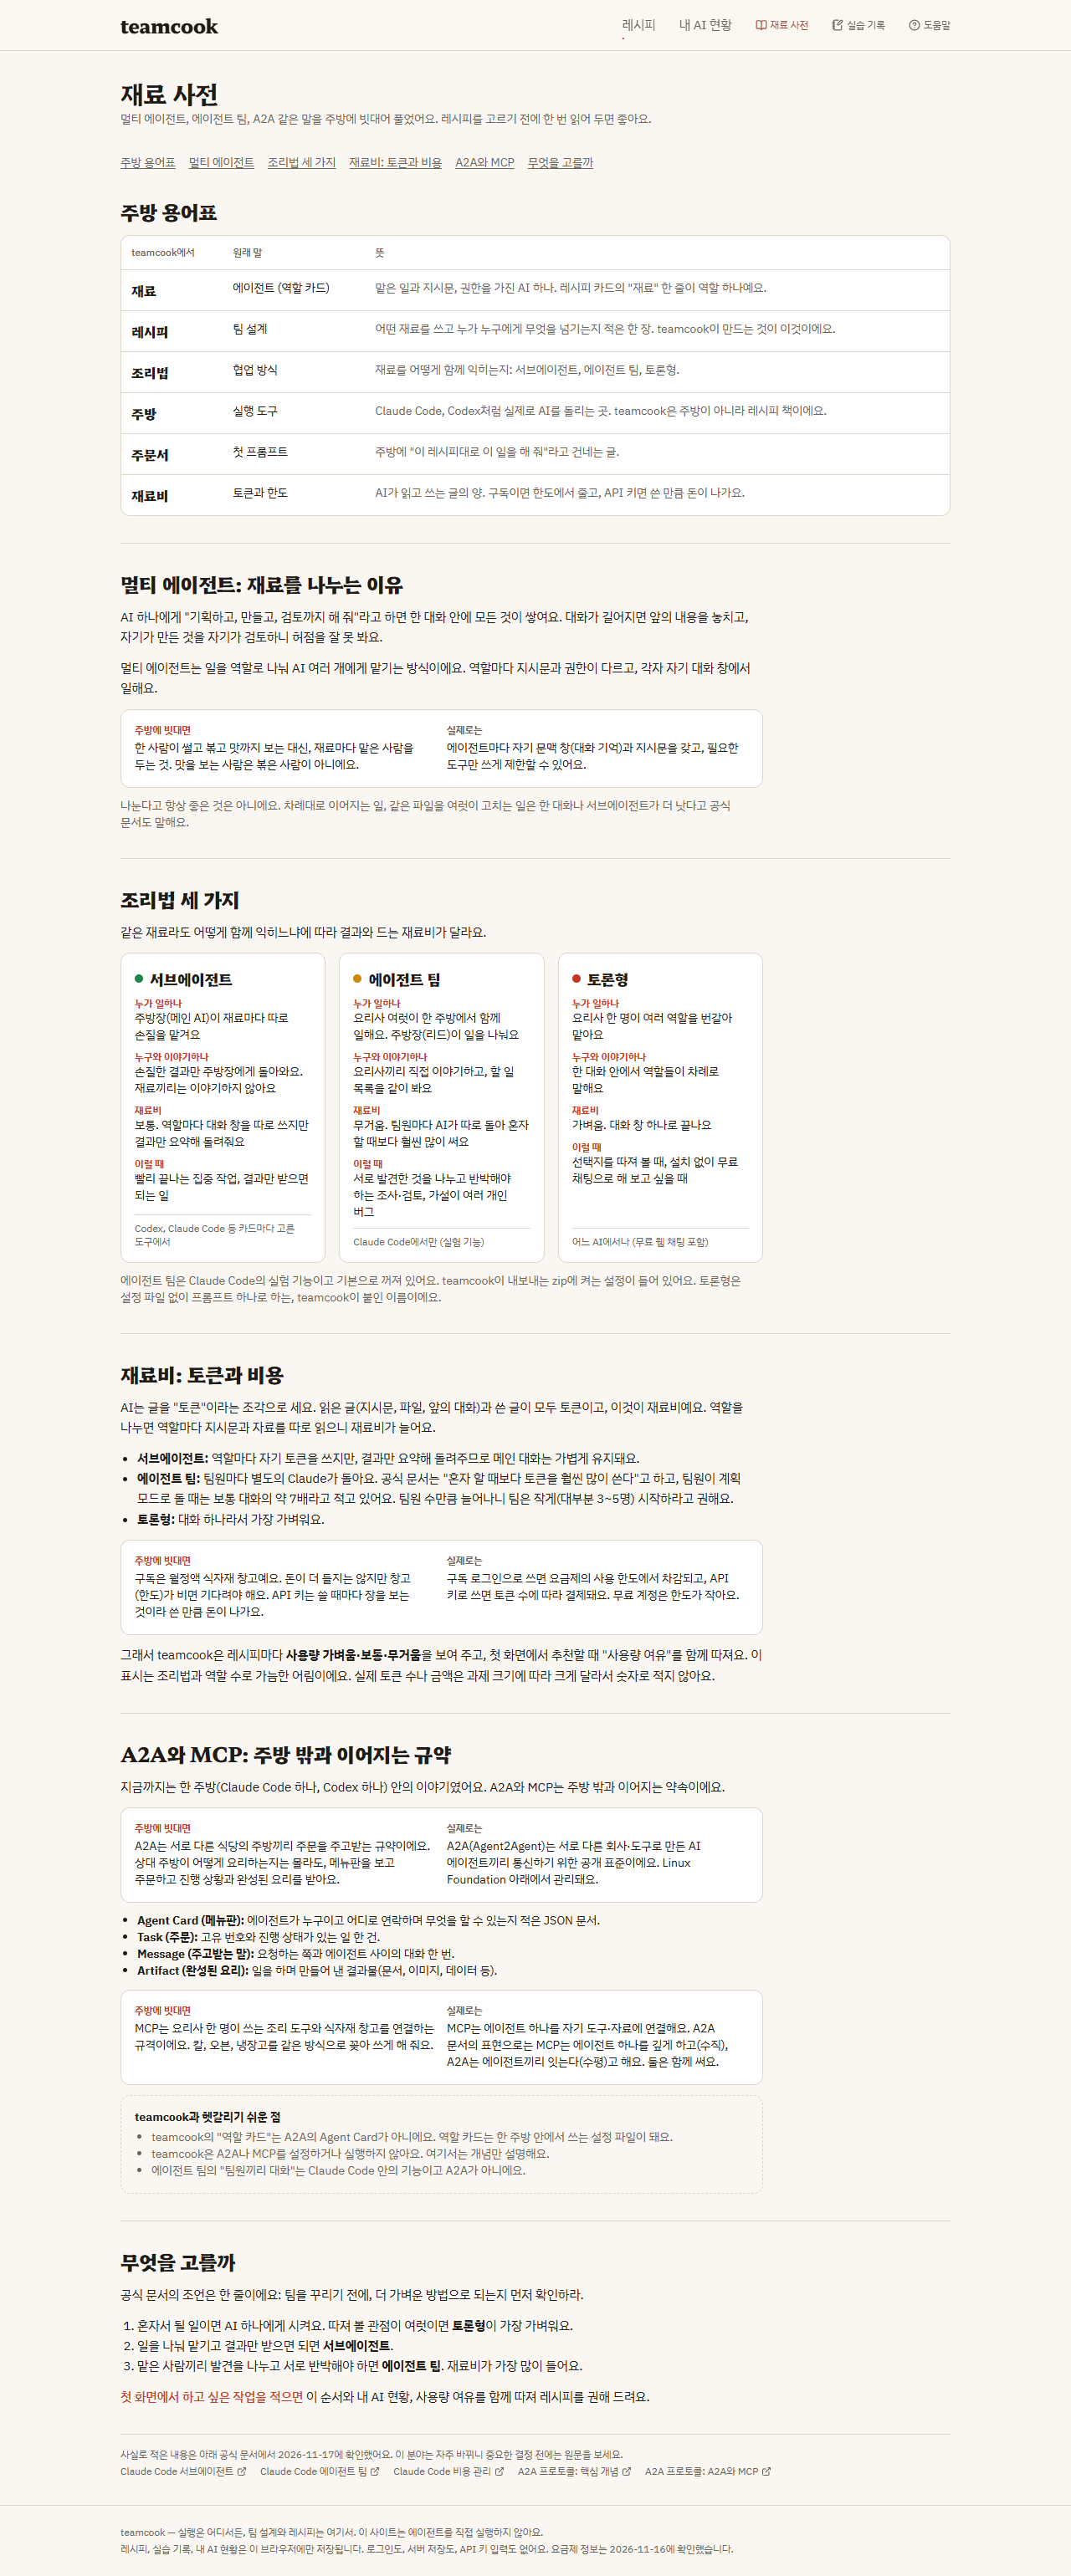 teamcook
레시피
내 AI 현황
재료 사전
실습 기록
도움말
재료 사전
멀티 에이전트, 에이전트 팀, A2A 같은 말을 주방에 빗대어 풀었어요. 레시피를 고르기 전에 한 번 읽어 두면 좋아요.
주방 용어표 멀티 에이전트 조리법 세 가지 재료비: 토큰과 비용 A2A와 MCP 무엇을 고를까
주방 용어표
teamcook에서 원래 말 뜻
재료 에이전트 (역할 카드) 맡은 일과 지시문, 권한을 가진 AI 하나. 레시피 카드의 "재료" 한 줄이 역할 하나예요.
레시피 팀 설계 어떤 재료를 쓰고 누가 누구에게 무엇을 넘기는지 적은 한 장. teamcook이 만드는 것이 이것이에요.
조리법 협업 방식 재료를 어떻게 함께 익히는지: 서브에이전트, 에이전트 팀, 토론형.
주방 실행 도구 Claude Code, Codex처럼 실제로 AI를 돌리는 곳. teamcook은 주방이 아니라 레시피 책이에요.
주문서 첫 프롬프트 주방에 "이 레시피대로 이 일을 해 줘"라고 건네는 글.
재료비 토큰과 한도 AI가 읽고 쓰는 글의 양. 구독이면 한도에서 줄고, API 키면 쓴 만큼 돈이 나가요.
멀티 에이전트: 재료를 나누는 이유
AI 하나에게 "기획하고, 만들고, 검토까지 해 줘"라고 하면 한 대화 안에 모든 것이 쌓여요. 대화가 길어지면 앞의 내용을 놓치고,
자기가 만든 것을 자기가 검토하니 허점을 잘 못 봐요.
멀티 에이전트는 일을 역할로 나눠 AI 여러 개에게 맡기는 방식이에요. 역할마다 지시문과 권한이 다르고, 각자 자기 대화 창에서
일해요.
주방에 빗대면
한 사람이 썰고 볶고 맛까지 보는 대신, 재료마다 맡은 사람을
두는 것. 맛을 보는 사람은 볶은 사람이 아니에요.
실제로는
에이전트마다 자기 문맥 창(대화 기억)과 지시문을 갖고, 필요한
도구만 쓰게 제한할 수 있어요.
나눈다고 항상 좋은 것은 아니에요. 차례대로 이어지는 일, 같은 파일을 여럿이 고치는 일은 한 대화나 서브에이전트가 더 낫다고 공식
문서도 말해요.
조리법 세 가지
같은 재료라도 어떻게 함께 익히느냐에 따라 결과와 드는 재료비가 달라요.
서브에이전트
누가 일하나
주방장(메인 AI)이 재료마다 따로
손질을 맡겨요
누구와 이야기하나
손질한 결과만 주방장에게 돌아와요.
재료끼리는 이야기하지 않아요
재료비
보통. 역할마다 대화 창을 따로 쓰지만
결과만 요약해 돌려줘요
이럴 때
빨리 끝나는 집중 작업, 결과만 받으면
되는 일
Codex, Claude Code 등 카드마다 고른
도구에서
에이전트 팀
누가 일하나
요리사 여럿이 한 주방에서 함께
일해요. 주방장(리드)이 일을 나눠요
누구와 이야기하나
요리사끼리 직접 이야기하고, 할 일
목록을 같이 봐요
재료비
무거움. 팀원마다 AI가 따로 돌아 혼자
할 때보다 훨씬 많이 써요
이럴 때
서로 발견한 것을 나누고 반박해야
하는 조사·검토, 가설이 여러 개인
버그
Claude Code에서만 (실험 기능)
토론형
누가 일하나
요리사 한 명이 여러 역할을 번갈아
맡아요
누구와 이야기하나
한 대화 안에서 역할들이 차례로
말해요
재료비
가벼움. 대화 창 하나로 끝나요
이럴 때
선택지를 따져 볼 때, 설치 없이 무료
채팅으로 해 보고 싶을 때
어느 AI에서나 (무료 웹 채팅 포함)
에이전트 팀은 Claude Code의 실험 기능이고 기본으로 꺼져 있어요. teamcook이 내보내는 zip에 켜는 설정이 들어 있어요. 토론형은
설정 파일 없이 프롬프트 하나로 하는, teamcook이 붙인 이름이에요.
재료비: 토큰과 비용
AI는 글을 "토큰"이라는 조각으로 세요. 읽은 글(지시문, 파일, 앞의 대화)과 쓴 글이 모두 토큰이고, 이것이 재료비예요. 역할을
나누면 역할마다 지시문과 자료를 따로 읽으니 재료비가 늘어요.
• 서브에이전트: 역할마다 자기 토큰을 쓰지만, 결과만 요약해 돌려주므로 메인 대화는 가볍게 유지돼요.
• 에이전트 팀: 팀원마다 별도의 Claude가 돌아요. 공식 문서는 "혼자 할 때보다 토큰을 훨씬 많이 쓴다"고 하고, 팀원이 계획
모드로 돌 때는 보통 대화의 약 7배라고 적고 있어요. 팀원 수만큼 늘어나니 팀은 작게(대부분 3~5명) 시작하라고 권해요.
• 토론형: 대화 하나라서 가장 가벼워요.
주방에 빗대면
구독은 월정액 식자재 창고예요. 돈이 더 들지는 않지만 창고
(한도)가 비면 기다려야 해요. API 키는 쓸 때마다 장을 보는
것이라 쓴 만큼 돈이 나가요.
실제로는
구독 로그인으로 쓰면 요금제의 사용 한도에서 차감되고, API
키로 쓰면 토큰 수에 따라 결제돼요. 무료 계정은 한도가 작아요.
그래서 teamcook은 레시피마다 사용량 가벼움·보통·무거움을 보여 주고, 첫 화면에서 추천할 때 "사용량 여유"를 함께 따져요. 이
표시는 조리법과 역할 수로 가늠한 어림이에요. 실제 토큰 수나 금액은 과제 크기에 따라 크게 달라서 숫자로 적지 않아요.
A2A와 MCP: 주방 밖과 이어지는 규약
지금까지는 한 주방(Claude Code 하나, Codex 하나) 안의 이야기였어요. A2A와 MCP는 주방 밖과 이어지는 약속이에요.
주방에 빗대면
A2A는 서로 다른 식당의 주방끼리 주문을 주고받는 규약이에요.
상대 주방이 어떻게 요리하는지는 몰라도, 메뉴판을 보고
주문하고 진행 상황과 완성된 요리를 받아요.
실제로는
A2A(Agent2Agent)는 서로 다른 회사·도구로 만든 AI
에이전트끼리 통신하기 위한 공개 표준이에요. Linux
Foundation 아래에서 관리돼요.
• Agent Card (메뉴판): 에이전트가 누구이고 어디로 연락하며 무엇을 할 수 있는지 적은 JSON 문서.
• Task (주문): 고유 번호와 진행 상태가 있는 일 한 건.
• Message (주고받는 말): 요청하는 쪽과 에이전트 사이의 대화 한 번.
• Artifact (완성된 요리): 일을 하며 만들어 낸 결과물(문서, 이미지, 데이터 등).
주방에 빗대면
MCP는 요리사 한 명이 쓰는 조리 도구와 식자재 창고를 연결하는
규격이에요. 칼, 오븐, 냉장고를 같은 방식으로 꽂아 쓰게 해 줘요.
실제로는
MCP는 에이전트 하나를 자기 도구·자료에 연결해요. A2A
문서의 표현으로는 MCP는 에이전트 하나를 깊게 하고(수직),
A2A는 에이전트끼리 잇는다(수평)고 해요. 둘은 함께 써요.
teamcook과 헷갈리기 쉬운 점
• teamcook의 "역할 카드"는 A2A의 Agent Card가 아니에요. 역할 카드는 한 주방 안에서 쓰는 설정 파일이 돼요.
• teamcook은 A2A나 MCP를 설정하거나 실행하지 않아요. 여기서는 개념만 설명해요.
• 에이전트 팀의 "팀원끼리 대화"는 Claude Code 안의 기능이고 A2A가 아니에요.
무엇을 고를까
공식 문서의 조언은 한 줄이에요: 팀을 꾸리기 전에, 더 가벼운 방법으로 되는지 먼저 확인하라.
1. 혼자서 될 일이면 AI 하나에게 시켜요. 따져 볼 관점이 여럿이면 토론형이 가장 가벼워요.
2. 일을 나눠 맡기고 결과만 받으면 되면 서브에이전트.
3. 맡은 사람끼리 발견을 나누고 서로 반박해야 하면 에이전트 팀. 재료비가 가장 많이 들어요.
첫 화면에서 하고 싶은 작업을 적으면 이 순서와 내 AI 현황, 사용량 여유를 함께 따져 레시피를 권해 드려요.
사실로 적은 내용은 아래 공식 문서에서 2026-11-17에 확인했어요. 이 분야는 자주 바뀌니 중요한 결정 전에는 원문을 보세요.
Claude Code 서브에이전트 Claude Code 에이전트 팀 Claude Code 비용 관리 A2A 프로토콜: 핵심 개념 A2A 프로토콜: A2A와 MCP
teamcook — 실행은 어디서든, 팀 설계와 레시피는 여기서. 이 사이트는 에이전트를 직접 실행하지 않아요.
레시피, 실습 기록, 내 AI 현황은 이 브라우저에만 저장됩니다. 로그인도, 서버 저장도, API 키 입력도 없어요. 요금제 정보는 2026-11-16에 확인했습니다.